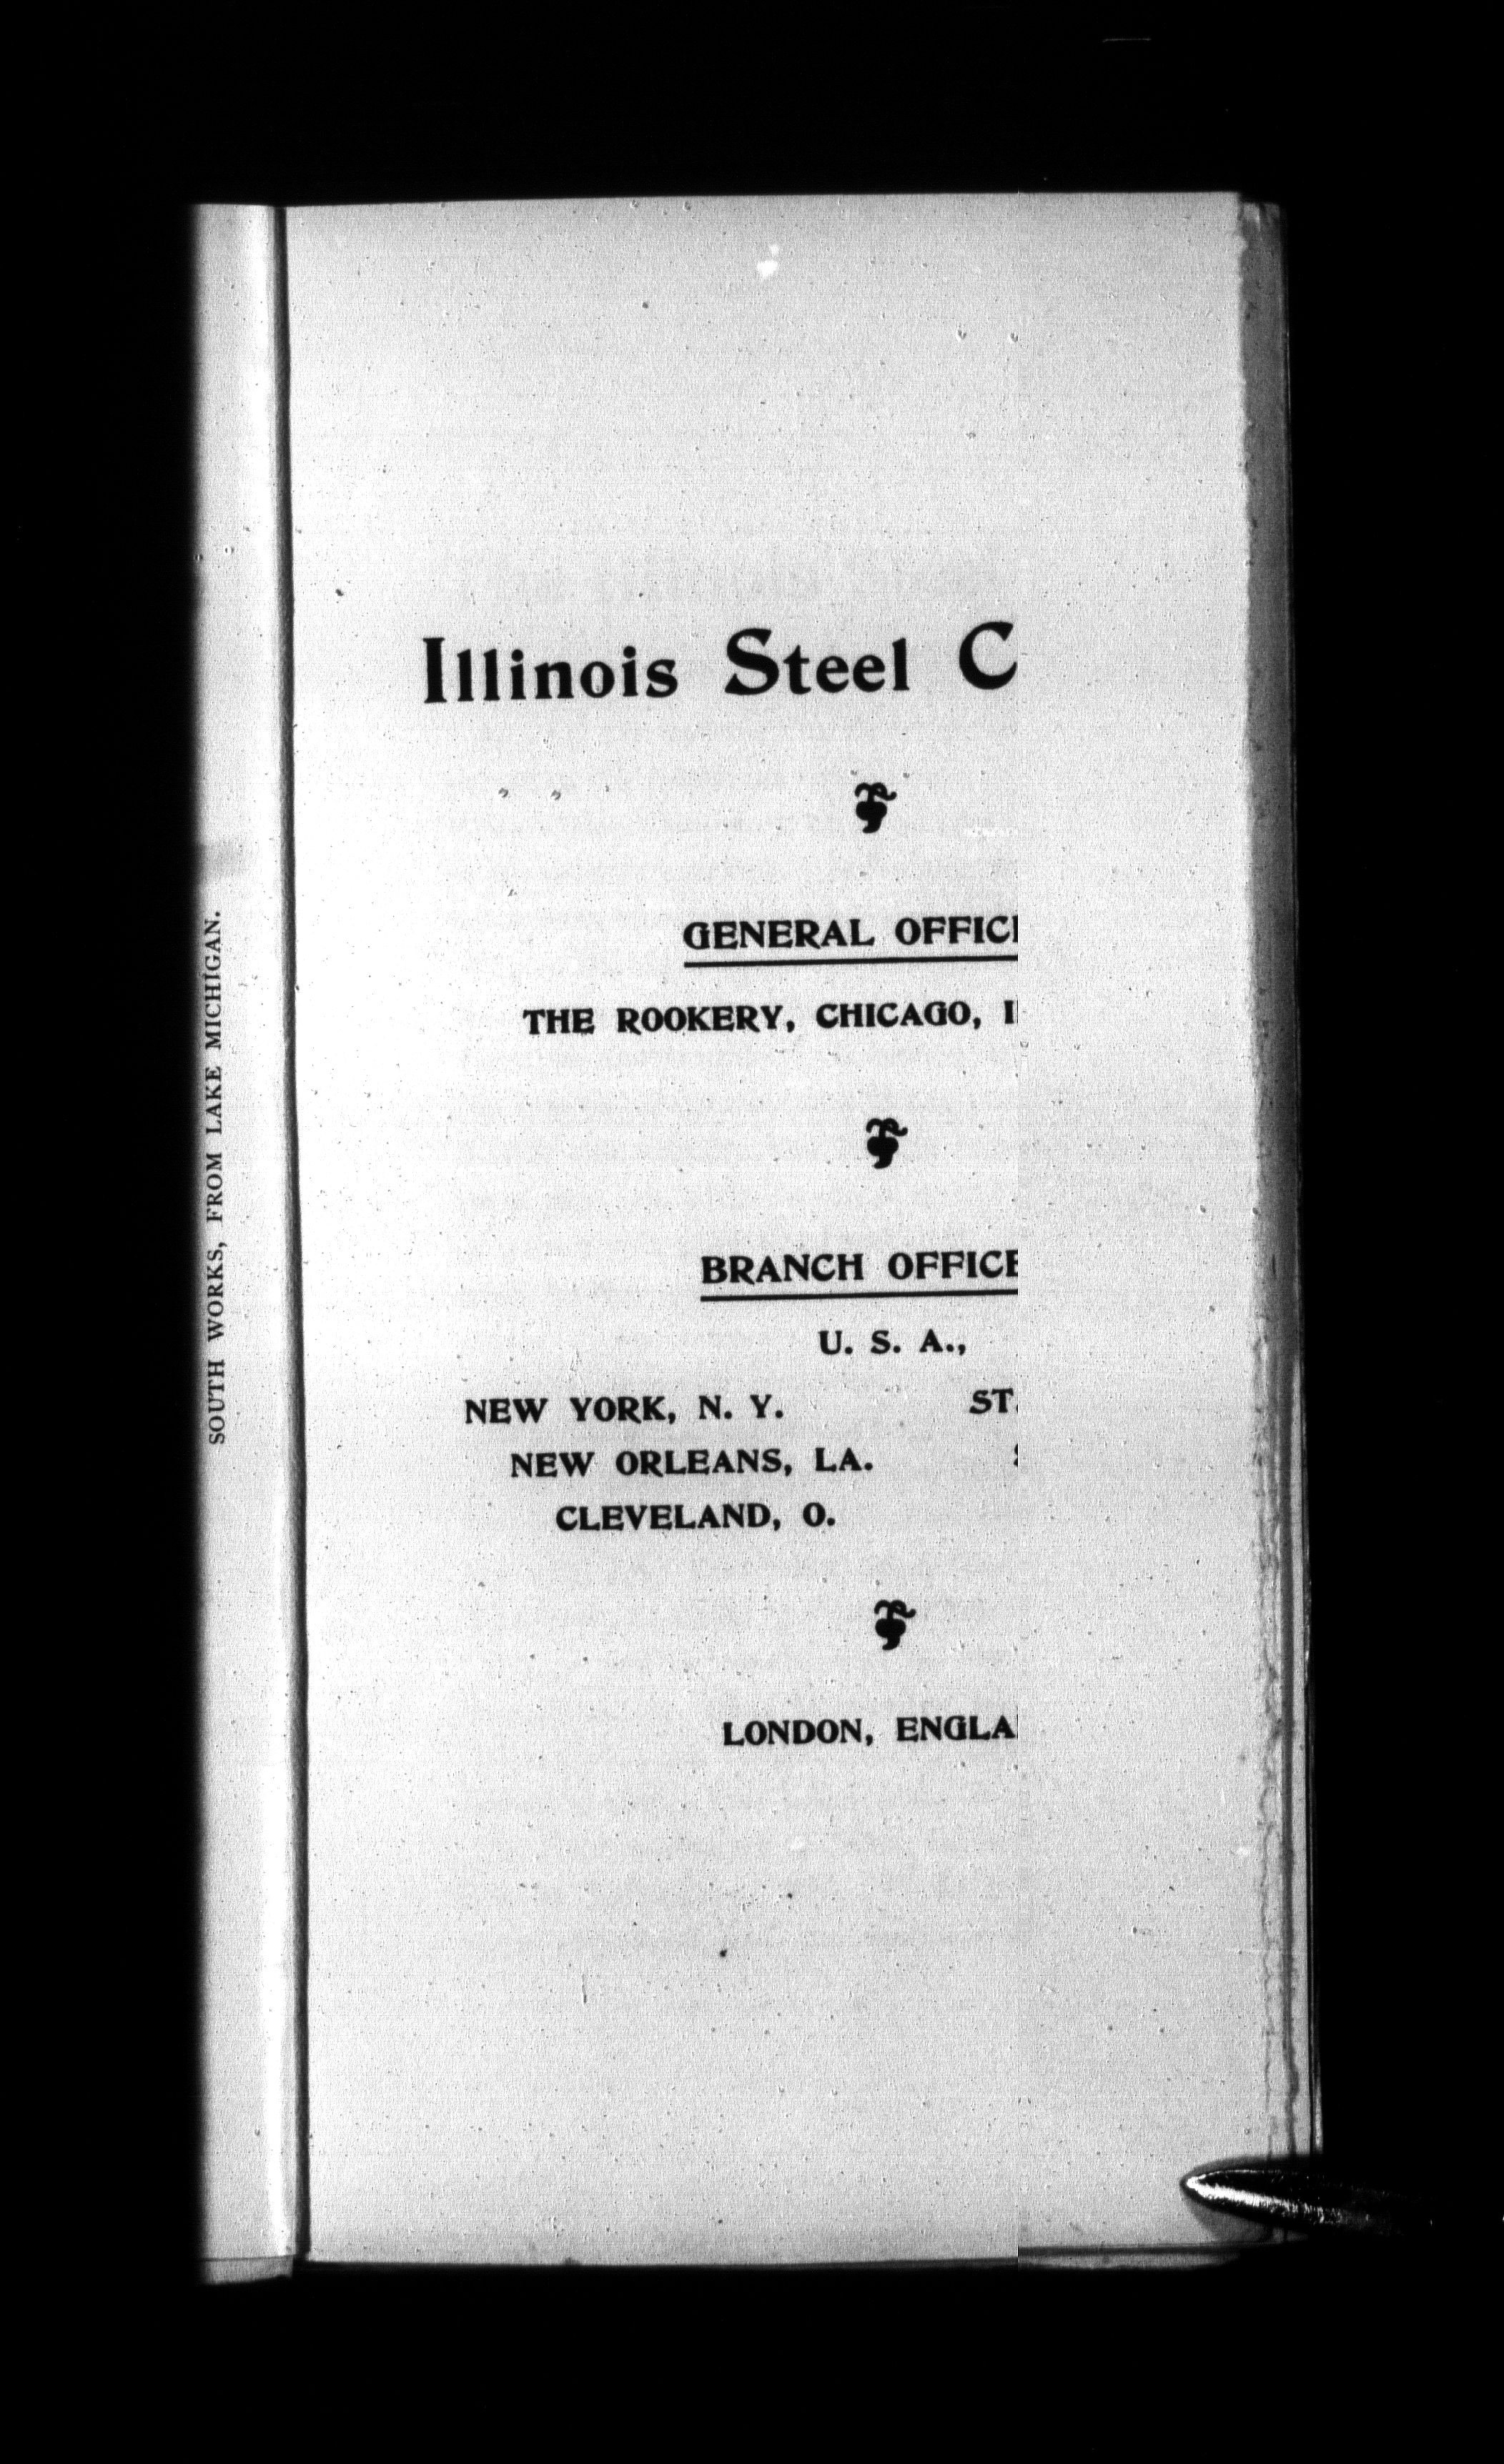 SOUTH WORKS, FROM LAKE MICHIGAN.
Illinois Steel C
GENERAL OFFIC
THE ROOKERY, CHICAGO, I
BRANCH OFFICE
U. S. A.,
NEW YORK, N. Y. ST.
NEW ORLEANS, LA.
CLEVELAND, O.
LONDON, ENGLA